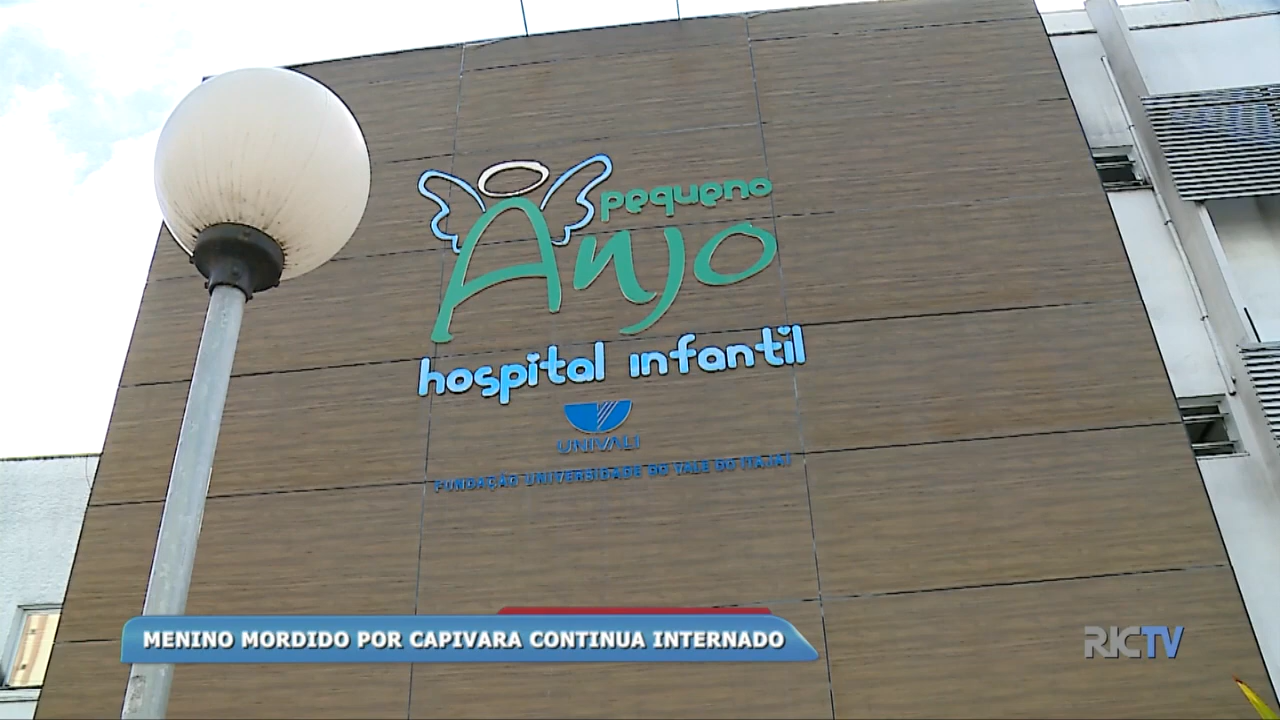 pequeno
Anjo
hospital infantil
UNIVALI
FUNDAÇÃO UNIVERSIDADE DO VALE DO ITAJAÍ
MENINO MORDIDO POR CAPIVARA CONTINUA INTERNADO
RICTV